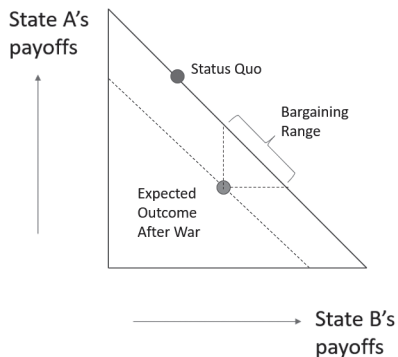 State A's
payoffs
Status Quo
Bargaining
Range
Expected
Outcome
After War
State B's
payoffs